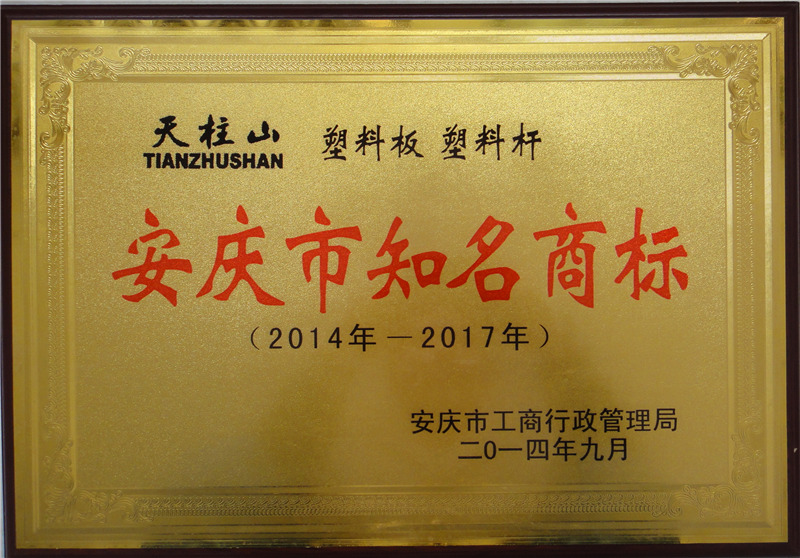 天柱山 塑料板 塑料杆
TIANZHUSHAN
安庆市知名商标
（2014年－2017年）
安庆市工商行政管理局
二0一四年九月